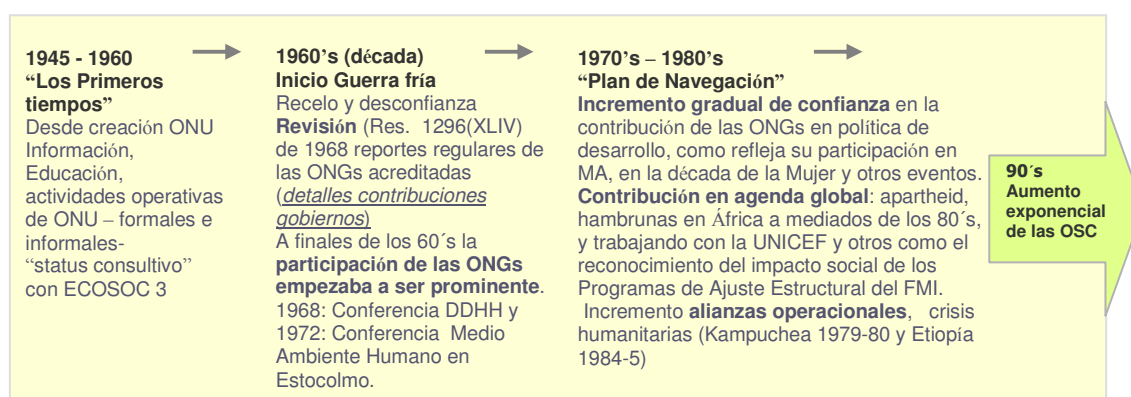 1945 - 1960
“Los Primeros
tiempos”
Desde creación ONU
Información,
Educación,
actividades operativas
de ONU – formales e
informales-
“status consultivo”
con ECOSOC 3
1960’s (década)
Inicio Guerra fría
Recelo y desconfianza
Revisión (Res. 1296(XLIV)
de 1968 reportes regulares de
las ONGs acreditadas
(detalles contribuciones
gobiernos)
A finales de los 60´s la
participación de las ONGs
empezaba a ser prominente.
1968: Conferencia DDHH y
1972: Conferencia Medio
Ambiente Humano en
Estocolmo.
1970’s – 1980’s
“Plan de Navegación”
Incremento gradual de confianza en la
contribución de las ONGs en política de
desarrollo, como refleja su participación en
MA, en la década de la Mujer y otros eventos.
Contribución en agenda global: apartheid,
hambrunas en África a mediados de los 80´s,
y trabajando con la UNICEF y otros como el
reconocimiento del impacto social de los
Programas de Ajuste Estructural del FMI.
Incremento alianzas operacionales, crisis
humanitarias (Kampuchea 1979-80 y Etiopía
1984-5)
90´s
Aumento
exponencial
de las OSC